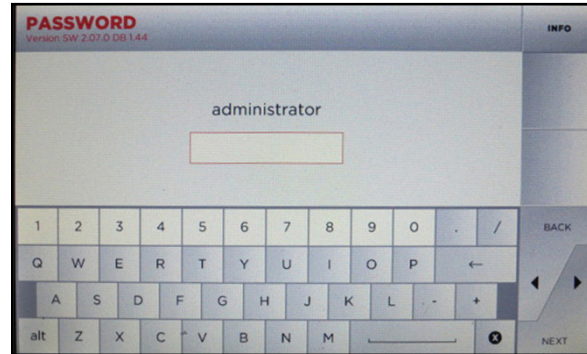 PASSWORD
INFO
Version SW 2.07.0 DB 1.44
administrator
1 2 3 4 5 6 7 8 9 0 . /
BACK
Q W E R T Y U I O P ←
A S D F G H J K L - +
alt Z X C V B N M
NEXT